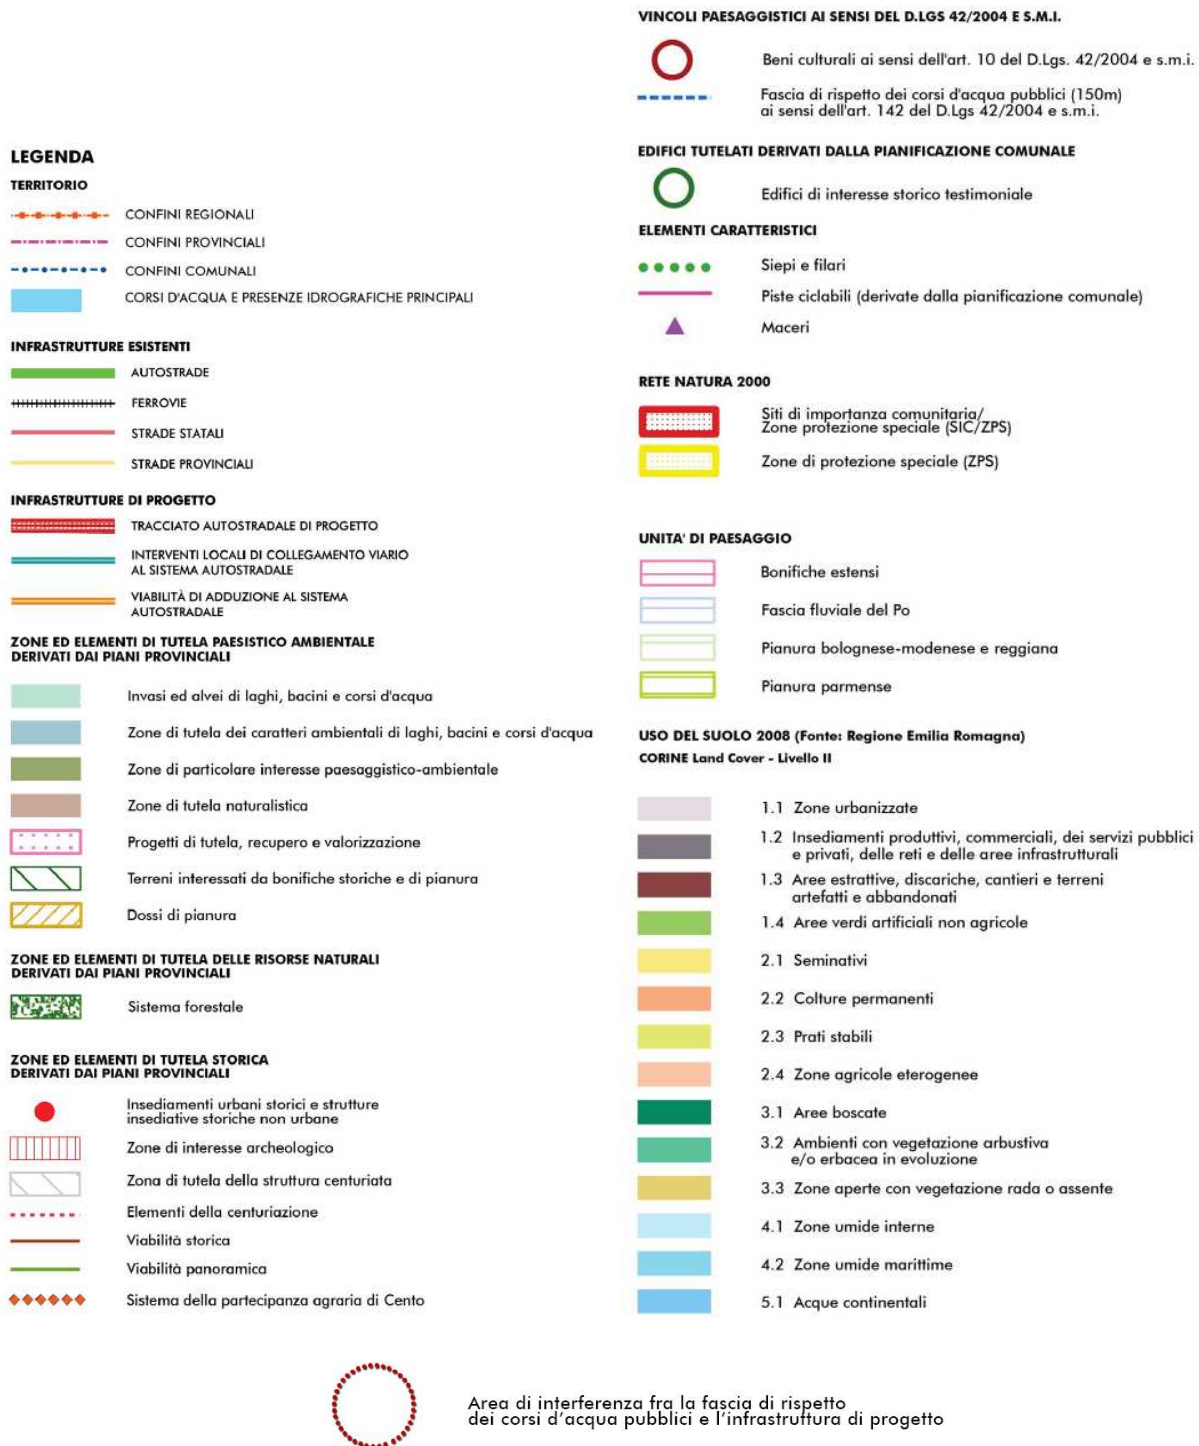 LEGENDA
TERRITORIO
CONFINI REGIONALI
CONFINI PROVINCIALI
CONFINI COMUNALI
CORSI D'ACQUA E PRESENZE IDROGRAFICHE PRINCIPALI
INFRASTRUTTURE ESISTENTI
AUTOSTRADE
FERROVIE
STRADE STATALI
STRADE PROVINCIALI
INFRASTRUTTURE DI PROGETTO
TRACCIATO AUTOSTRADALE DI PROGETTO
INTERVENTI LOCALI DI COLLEGAMENTO VIARIO
AL SISTEMA AUTOSTRADALE
VIABILITÀ DI ADDUZIONE AL SISTEMA
AUTOSTRADALE
ZONE ED ELEMENTI DI TUTELA PAESISTICO AMBIENTALE
DERIVATI DAI PIANI PROVINCIALI
Invasi ed alvei di laghi, bacini e corsi d'acqua
Zone di tutela dei caratteri ambientali di laghi, bacini e corsi d'acqua
Zone di particolare interesse paesaggistico-ambientale
Zone di tutela naturalistica
Progetti di tutela, recupero e valorizzazione
Terreni interessati da bonifiche storiche e di pianura
Dossi di pianura
ZONE ED ELEMENTI DI TUTELA DELLE RISORSE NATURALI
DERIVATI DAI PIANI PROVINCIALI
Sistema forestale
ZONE ED ELEMENTI DI TUTELA STORICA
DERIVATI DAI PIANI PROVINCIALI
Insediamenti urbani storici e strutture
insediative storiche non urbane
Zone di interesse archeologico
Zona di tutela della struttura centuriata
Elementi della centuriazione
Viabilità storica
Viabilità panoramica
Sistema della partecipanza agraria di Cento
VINCOLI PAESAGGISTICI AI SENSI DEL D.LGS 42/2004 E S.M.I.
Beni culturali ai sensi dell'art. 10 del D.Lgs. 42/2004 e s.m.i.
Fascia di rispetto dei corsi d'acqua pubblici (150m)
ai sensi dell'art. 142 del D.Lgs 42/2004 e s.m.i.
EDIFICI TUTELATI DERIVATI DALLA PIANIFICAZIONE COMUNALE
Edifici di interesse storico testimoniale
ELEMENTI CARATTERISTICI
Siepi e filari
Piste ciclabili (derivate dalla pianificazione comunale)
Maceri
RETE NATURA 2000
Siti di importanza comunitaria/
Zone protezione speciale (SIC/ZPS)
Zone di protezione speciale (ZPS)
UNITA' DI PAESAGGIO
Bonifiche estensi
Fascia fluviale del Po
Pianura bolognese-modenese e reggiana
Pianura parmense
USO DEL SUOLO 2008 (Fonte: Regione Emilia Romagna)
CORINE Land Cover - Livello II
1.1 Zone urbanizzate
1.2 Insediamenti produttivi, commerciali, dei servizi pubblici
e privati, delle reti e delle aree infrastrutturali
1.3 Aree estrattive, discariche, cantieri e terreni
artefatti e abbandonati
1.4 Aree verdi artificiali non agricole
2.1 Seminativi
2.2 Colture permanenti
2.3 Prati stabili
2.4 Zone agricole eterogenee
3.1 Aree boscate
3.2 Ambienti con vegetazione arbustiva
e/o erbacea in evoluzione
3.3 Zone aperte con vegetazione rada o assente
4.1 Zone umide interne
4.2 Zone umide marittime
5.1 Acque continentali
Area di interferenza fra la fascia di rispetto
dei corsi d'acqua pubblici e l'infrastruttura di progetto